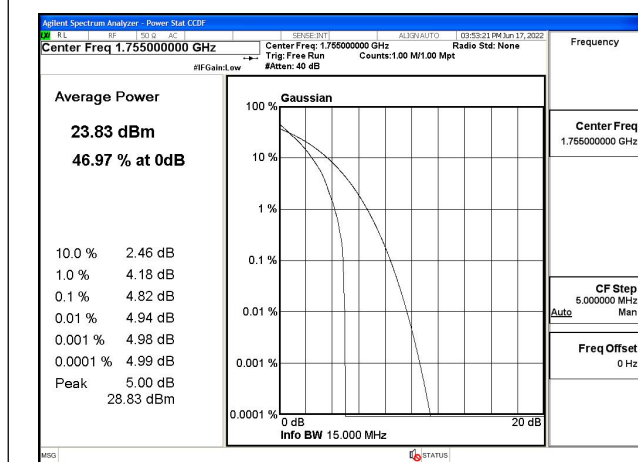 Agilent Spectrum Analyzer - Power Stat CCDF
RL RF 50 Ω AC SENSE:INT ALIGN AUTO 03:53:21 PM Jun 17, 2022
Center Freq 1.755000000 GHz
Center Freq: 1.755000000 GHz Radio Std: None
Trig: Free Run Counts:1.00 M/1.00 Mpt
#IFGain:Low #Atten: 40 dB
Frequency
Average Power
23.83 dBm
46.97 % at 0dB
10.0 % 2.46 dB
1.0 % 4.18 dB
0.1 % 4.82 dB
0.01 % 4.94 dB
0.001 % 4.98 dB
0.0001 % 4.99 dB
Peak 5.00 dB
28.83 dBm
Gaussian
100 %
10 %
1 %
0.1 %
0.01 %
0.001 %
0.0001 %
0 dB 20 dB
Info BW 15.000 MHz
Center Freq
1.755000000 GHz
CF Step
5.000000 MHz
Auto Man
Freq Offset
0 Hz
MSG STATUS